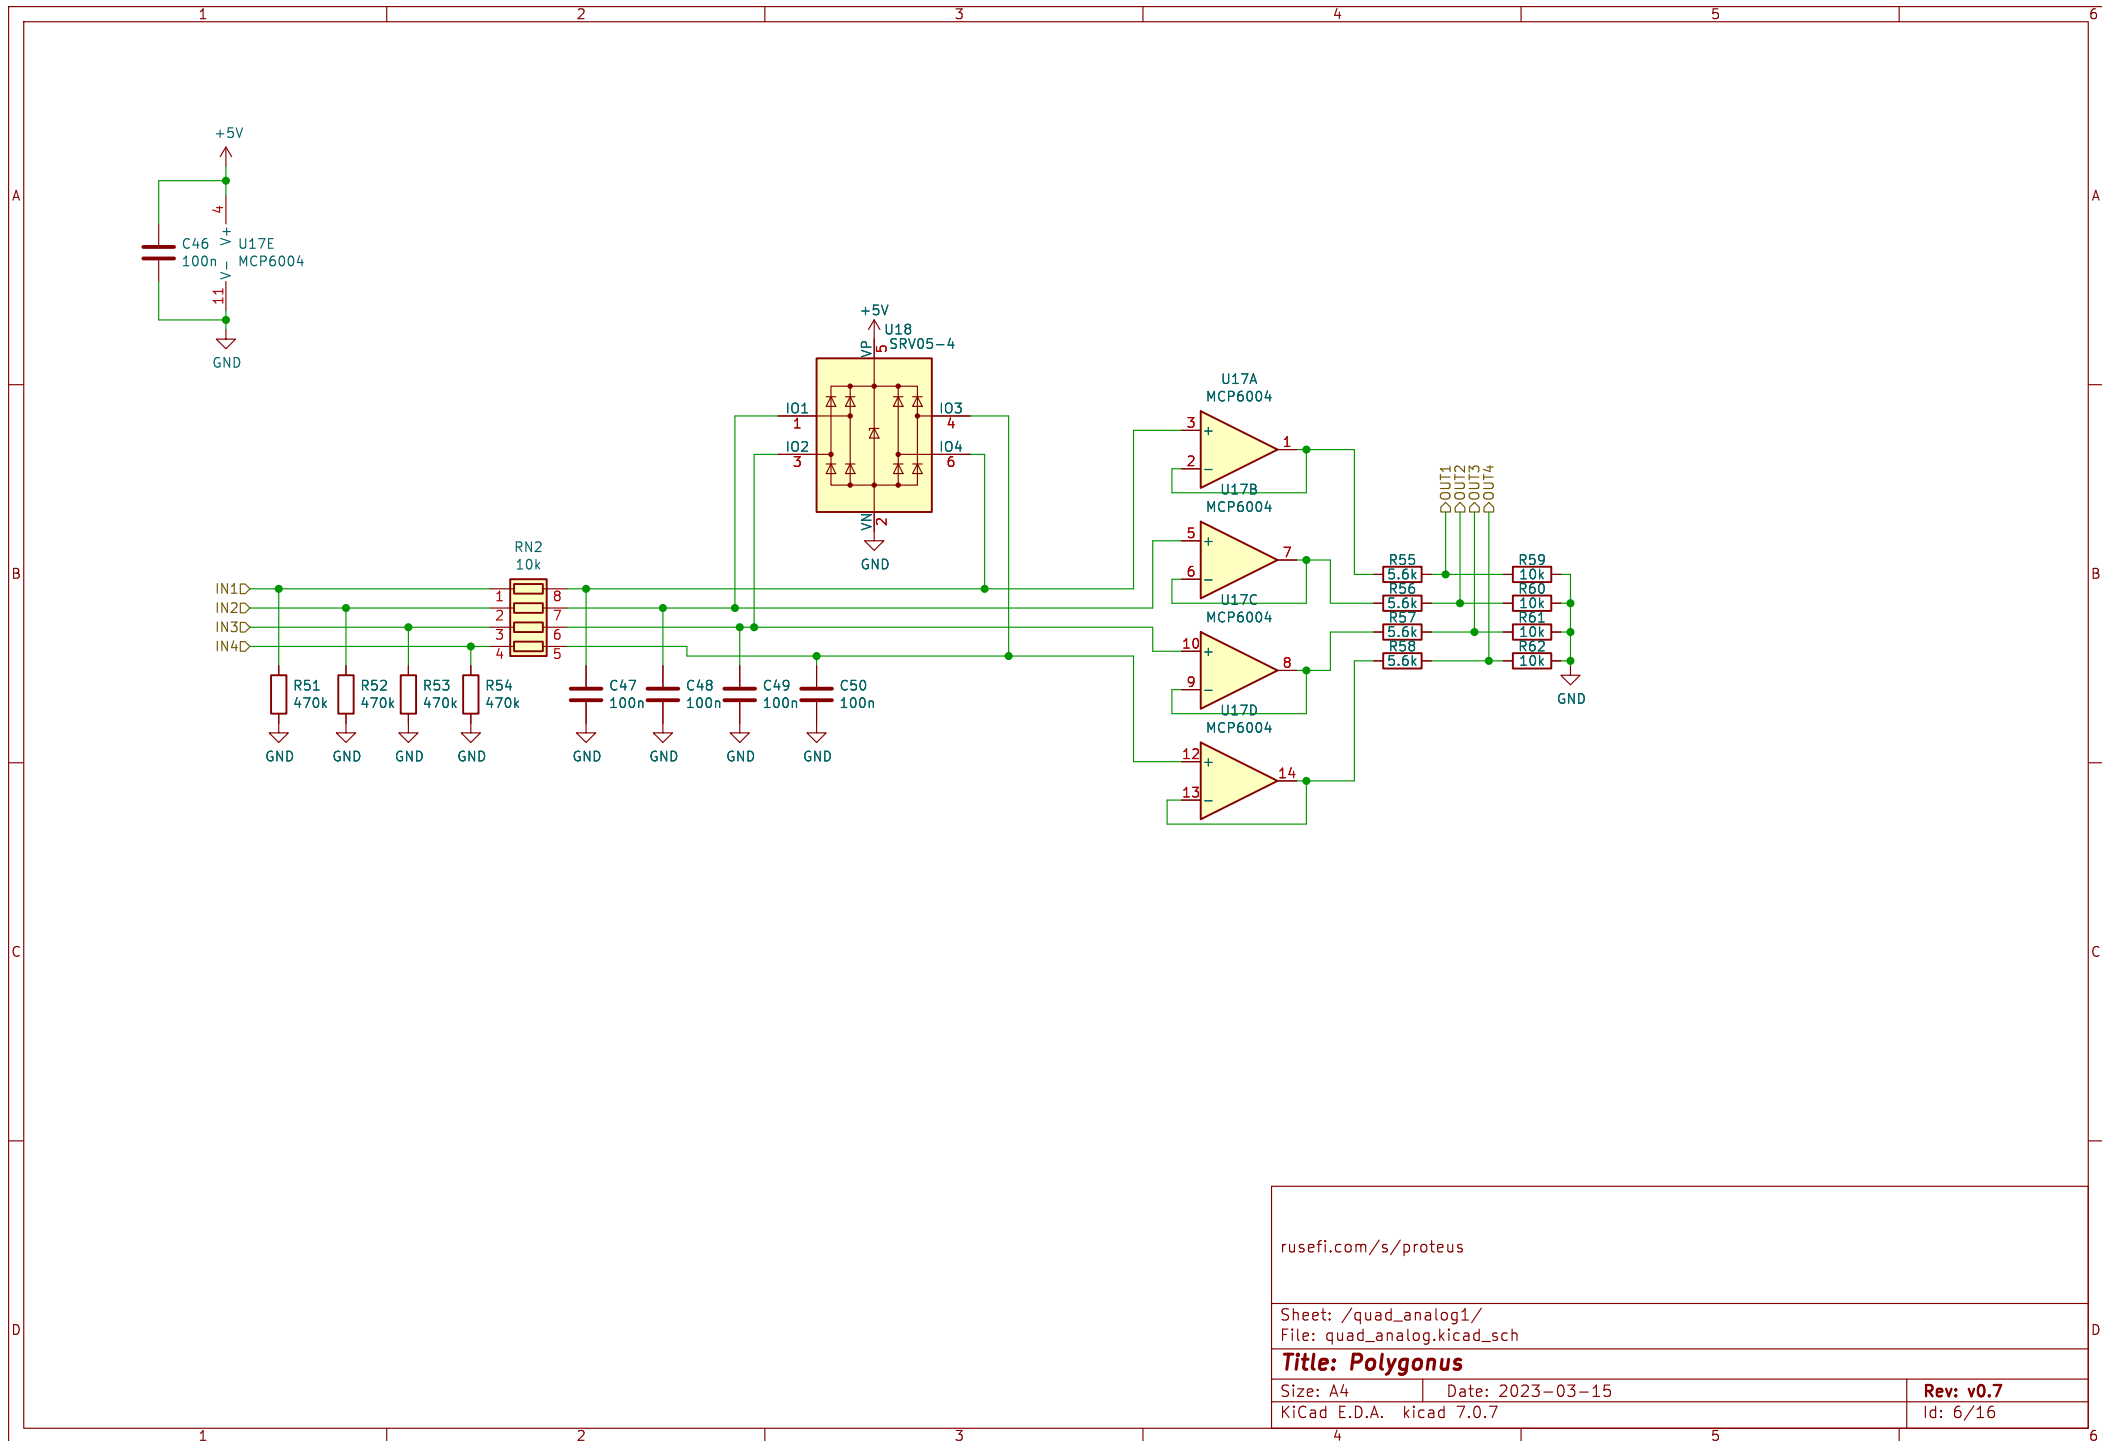 1 2 3 4 5 6
A A
B B
C C
D D
+5V
4
V+
C46
100n
U17E
MCP6004
V-
11
GND
+5V
U18
SRV05-4
VP
5
IO1
1
IO2
3
IO3
4
IO4
6
VN
2
GND
RN2
10k
IN1
IN2
IN3
IN4
1 8
2 7
3 6
4 5
R51
470k
GND
R52
470k
GND
R53
470k
GND
R54
470k
GND
C47
100n
GND
C48
100n
GND
C49
100n
GND
C50
100n
GND
U17A
MCP6004
3 +
2 -
1
U17B
MCP6004
5 +
6 -
7
U17C
MCP6004
10 +
9 -
8
U17D
MCP6004
12 +
13 -
14
OUT1
OUT2
OUT3
OUT4
R55
5.6k
R56
5.6k
R57
5.6k
R58
5.6k
R59
10k
R60
10k
R61
10k
R62
10k
GND
rusefi.com/s/proteus
Sheet: /quad_analog1/
File: quad_analog.kicad_sch
Title: Polygonus
Size: A4 Date: 2023-03-15 Rev: v0.7
KiCad E.D.A. kicad 7.0.7 Id: 6/16
1 2 3 4 5 6